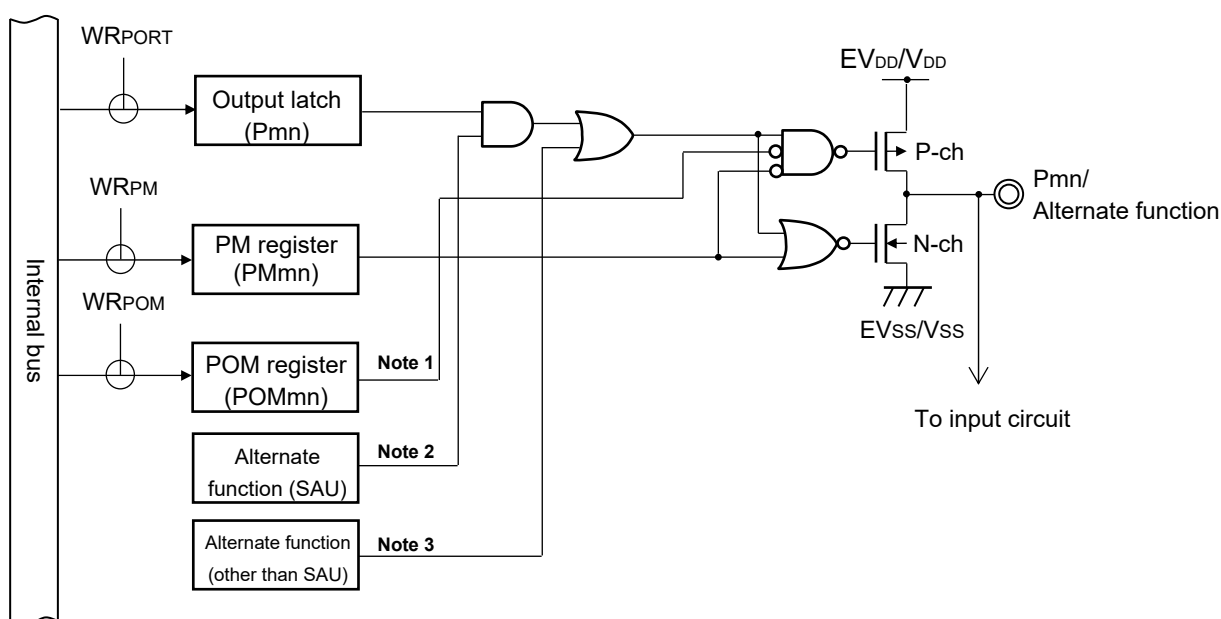 WRPORT
Output latch
(Pmn)
EVDD/VDD
P-ch
Pmn/
Alternate function
WRPM
PM register
(PMmn)
N-ch
EVSS/VSS
Internal bus
WRPOM
POM register
(POMmn)
Note 1
To input circuit
Alternate
function (SAU)
Note 2
Alternate function
(other than SAU)
Note 3